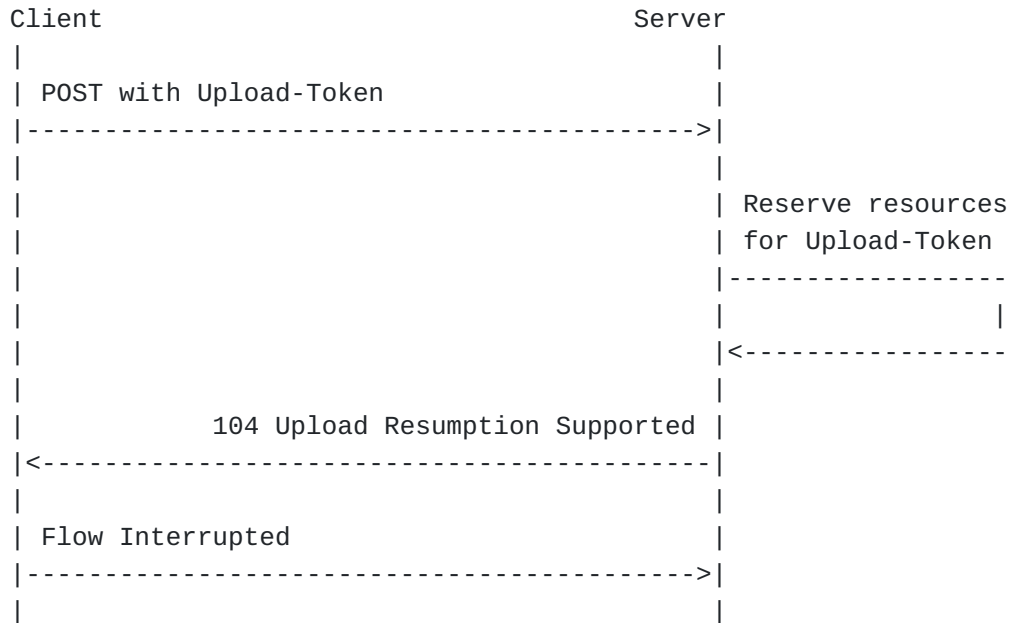 Client Server
POST with Upload-Token
Reserve resources
for Upload-Token
104 Upload Resumption Supported
Flow Interrupted